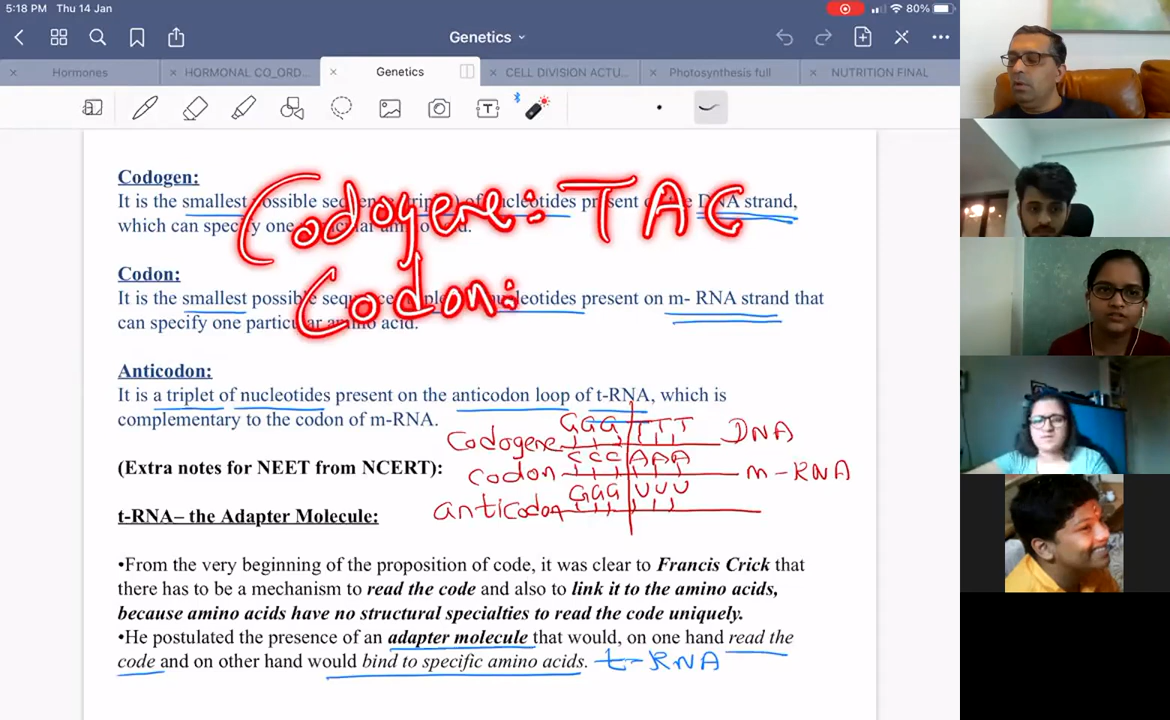 5:18 PM Thu 14 Jan
80%
Genetics
Hormones
HORMONAL CO_ORD...
Genetics
CELL DIVISION ACTU...
Photosynthesis full
NUTRITION FINAL
Codogen:
It is the smallest possible sequence of nucleotides present DNA strand,
which can specify one amino acid.
Codogene: TAC
Codon:
Codon:
It is the smallest possible sequence nucleotides present on m- RNA strand that
can specify one particular amino acid.
Anticodon:
It is a triplet of nucleotides present on the anticodon loop of t-RNA, which is
complementary to the codon of m-RNA.
Codogene GGG TTT DNA
(Extra notes for NEET from NCERT):
codon CCC AAA m-RNA
anticodon GGG UUU
t-RNA– the Adapter Molecule:
•From the very beginning of the proposition of code, it was clear to Francis Crick that
there has to be a mechanism to read the code and also to link it to the amino acids,
because amino acids have no structural specialties to read the code uniquely.
•He postulated the presence of an adapter molecule that would, on one hand read the
code and on other hand would bind to specific amino acids. t-RNA